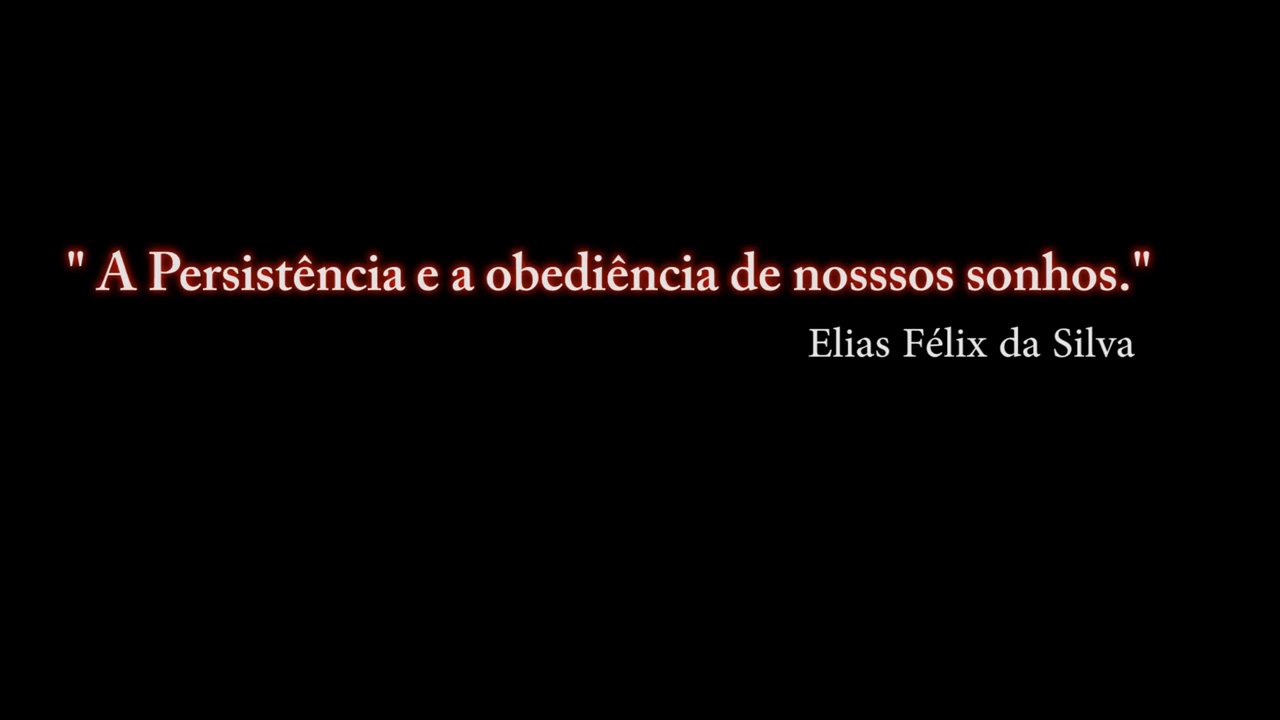 " A Persistência e a obediência de nosssos sonhos."
Elias Félix da Silva